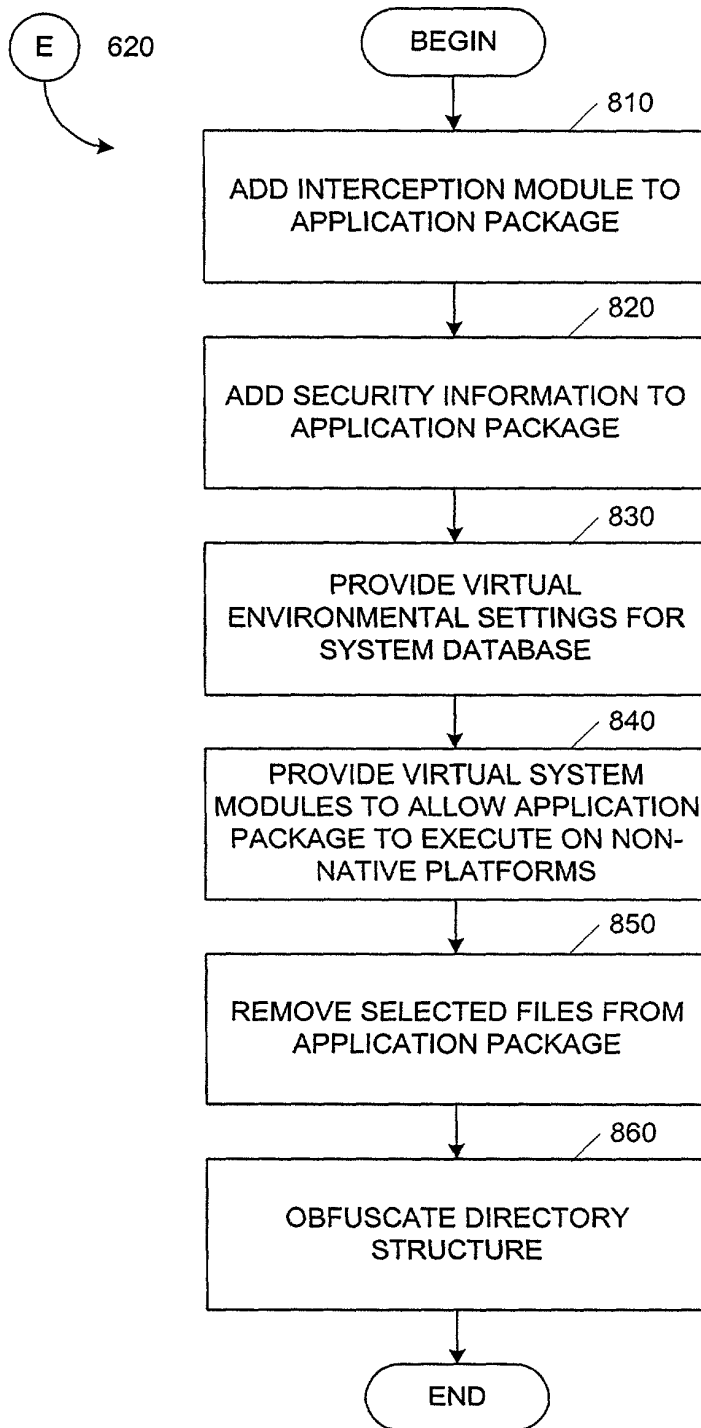 E 620
BEGIN
810
ADD INTERCEPTION MODULE TO
APPLICATION PACKAGE
820
ADD SECURITY INFORMATION TO
APPLICATION PACKAGE
830
PROVIDE VIRTUAL
ENVIRONMENTAL SETTINGS FOR
SYSTEM DATABASE
840
PROVIDE VIRTUAL SYSTEM
MODULES TO ALLOW APPLICATION
PACKAGE TO EXECUTE ON NON-
NATIVE PLATFORMS
850
REMOVE SELECTED FILES FROM
APPLICATION PACKAGE
860
OBFUSCATE DIRECTORY
STRUCTURE
END